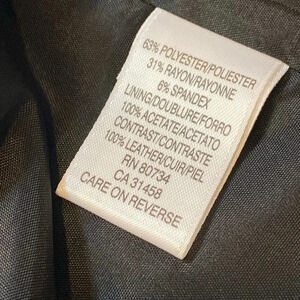 63% POLYESTER/POLIESTER
31% RAYON/RAYONNE
6% SPANDEX
LINING/DOUBLURE/FORRO
100% ACETATE/ACETATO
CONTRAST/CONTRASTE
100% LEATHER/CUIR/PIEL
RN 80734
CA 31458
CARE ON REVERSE